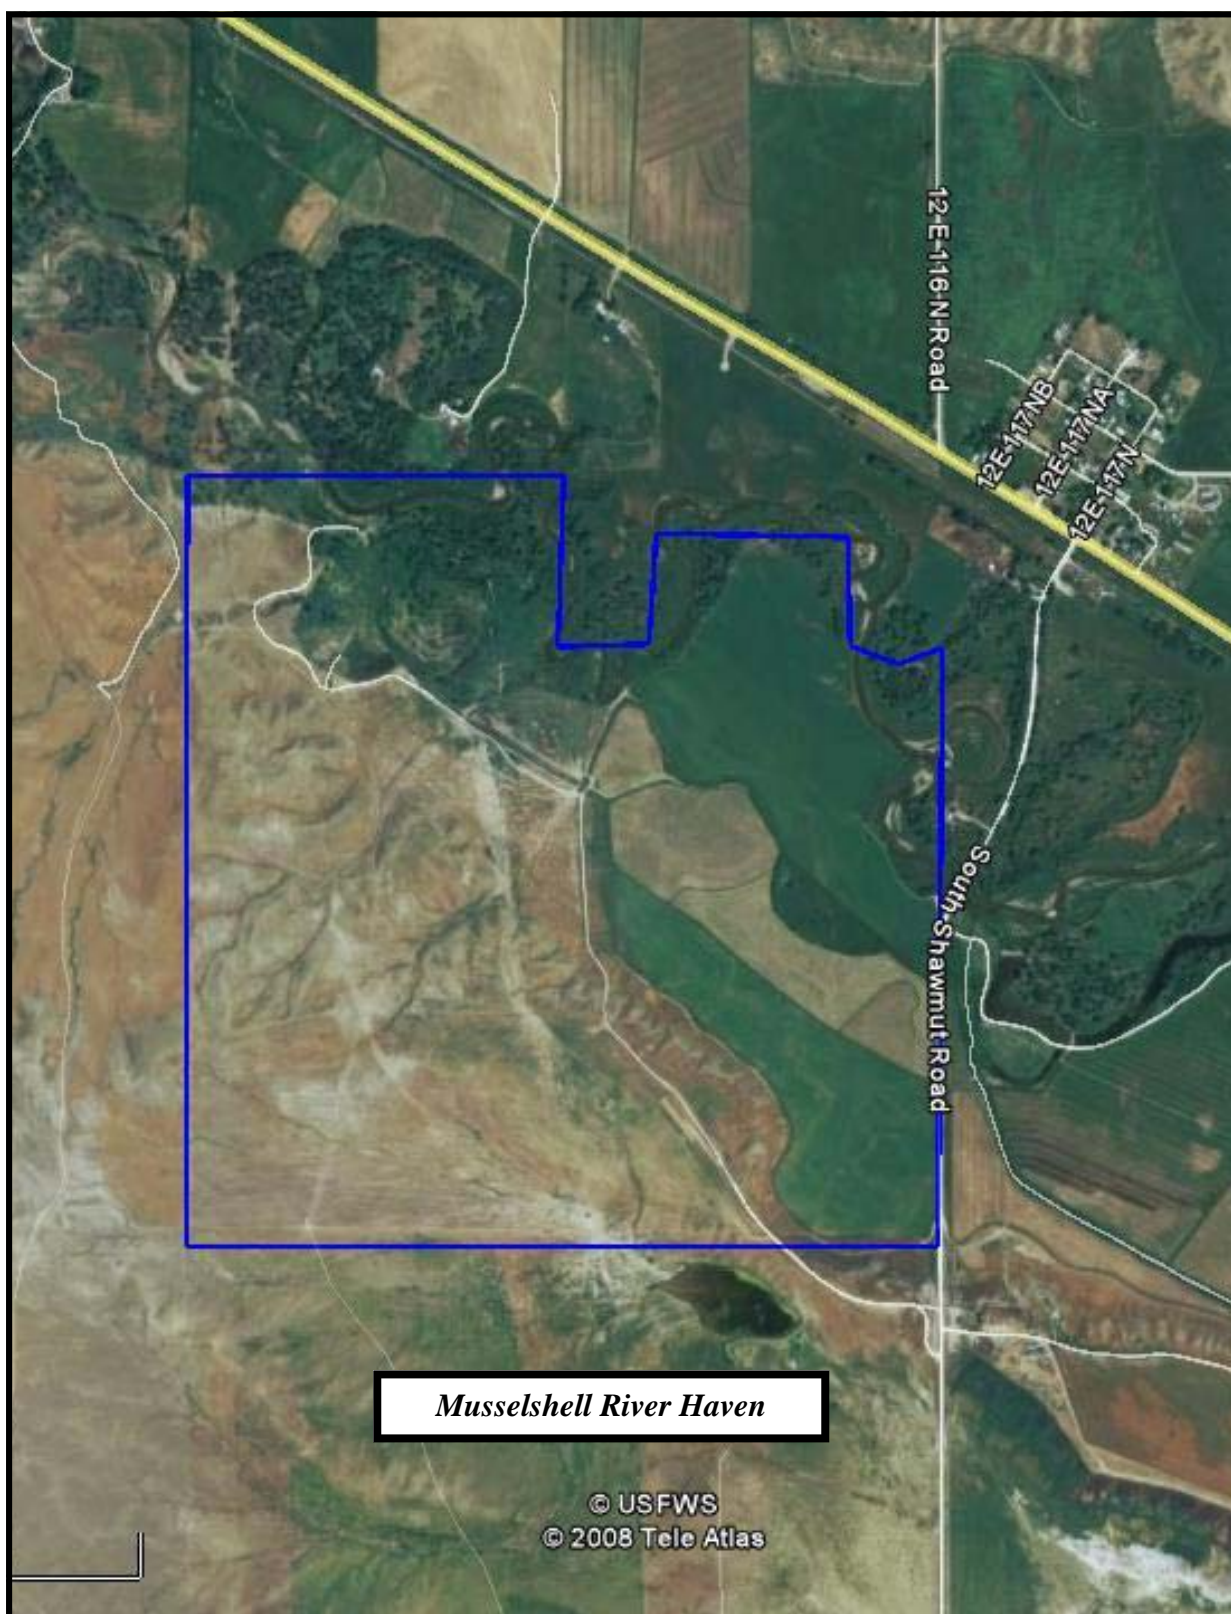 12-E-116-N-Road
12E-117NB
12E-117NA
12E-117N
South-Shawmut Road
Musselshell River Haven
© USFWS
© 2008 Tele Atlas